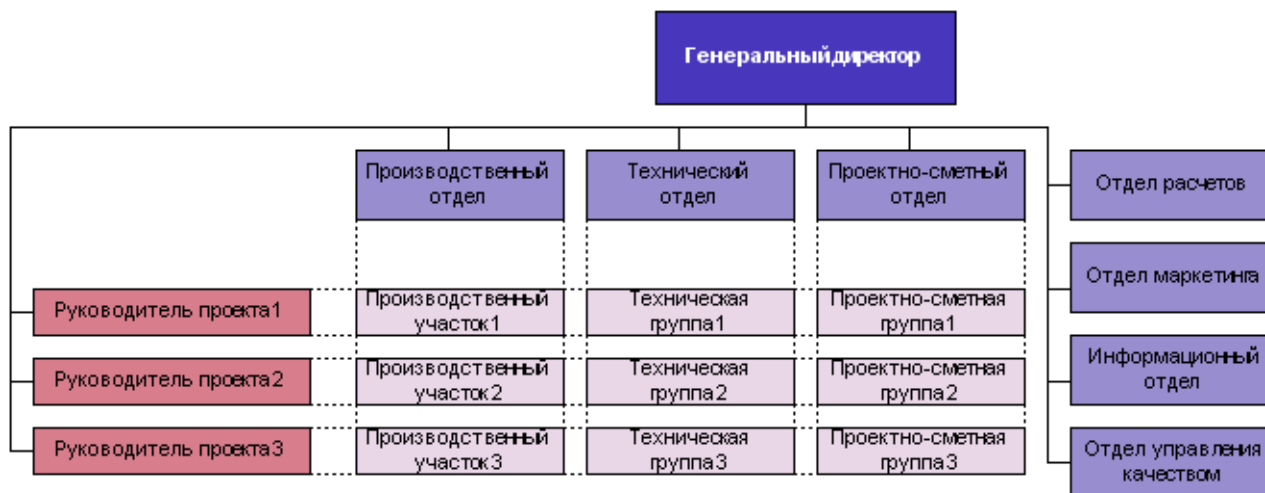 Генеральный директор
Производственный
отдел
Технический
отдел
Проектно-сметный
отдел
Отдел расчетов
Отдел маркетинга
Информационный
отдел
Отдел управления
качеством
Руководитель проекта1
Производственный
участок1
Техническая
группа1
Проектно-сметная
группа1
Руководитель проекта2
Производственный
участок2
Техническая
группа2
Проектно-сметная
группа2
Руководитель проекта3
Производственный
участок3
Техническая
группа3
Проектно-сметная
группа3